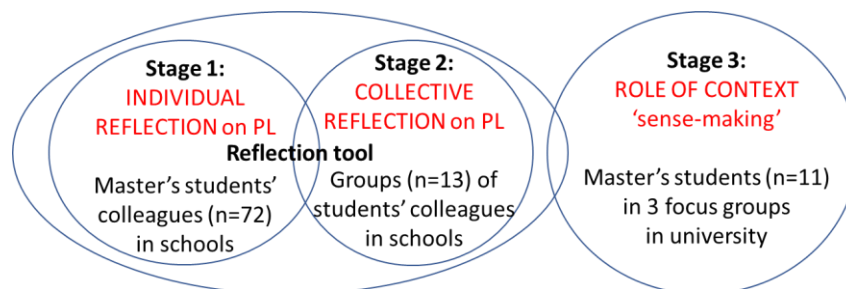 Stage 1:
INDIVIDUAL
REFLECTION on PL
Stage 2:
COLLECTIVE
REFLECTION on PL
Reflection tool
Master's students'
colleagues (n=72)
in schools
Groups (n=13) of
students' colleagues
in schools
Stage 3:
ROLE OF CONTEXT
'sense-making'
Master's students (n=11)
in 3 focus groups
in university